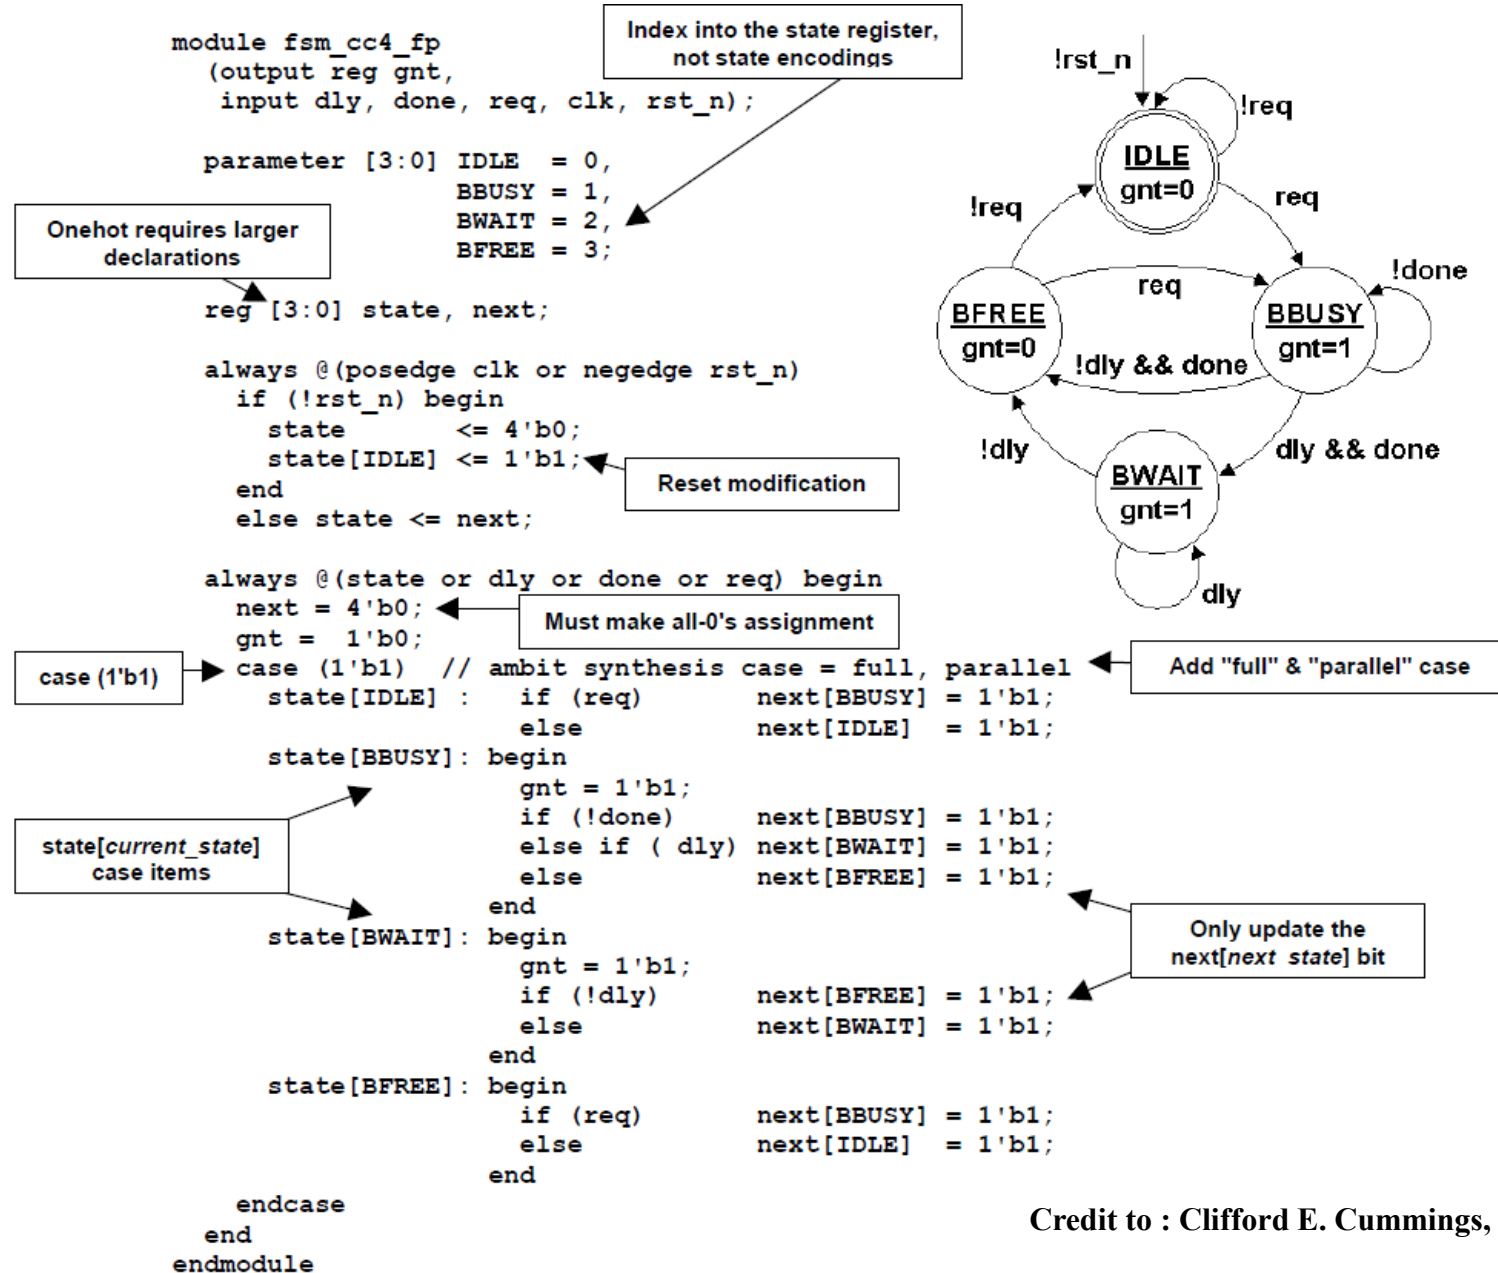 module fsm_cc4_fp
(output reg gnt,
input dly, done, req, clk, rst_n);
parameter [3:0] IDLE = 0,
BBUSY = 1,
BWAIT = 2,
BFREE = 3;
Index into the state register,
not state encodings
Onehot requires larger
declarations
reg [3:0] state, next;
always @(posedge clk or negedge rst_n)
if (!rst_n) begin
state <= 4'b0;
state[IDLE] <= 1'b1;
end
else state <= next;
Reset modification
always @(state or dly or done or req) begin
next = 4'b0;
gnt = 1'b0;
Must make all-0's assignment
case (1'b1)
case (1'b1) // ambit synthesis case = full, parallel
Add "full" & "parallel" case
state[IDLE] : if (req) next[BBUSY] = 1'b1;
else next[IDLE] = 1'b1;
state[BBUSY]: begin
gnt = 1'b1;
if (!done) next[BBUSY] = 1'b1;
else if ( dly) next[BWAIT] = 1'b1;
else next[BFREE] = 1'b1;
end
state[current_state]
case items
state[BWAIT]: begin
gnt = 1'b1;
if (!dly) next[BFREE] = 1'b1;
else next[BWAIT] = 1'b1;
end
Only update the
next[next_state] bit
state[BFREE]: begin
if (req) next[BBUSY] = 1'b1;
else next[IDLE] = 1'b1;
end
endcase
end
endmodule
!rst_n
!req
IDLE
gnt=0
!req
req
!done
req
BFREE
gnt=0
BBUSY
gnt=1
!dly && done
!dly
dly && done
BWAIT
gnt=1
dly
Credit to : Clifford E. Cummings,